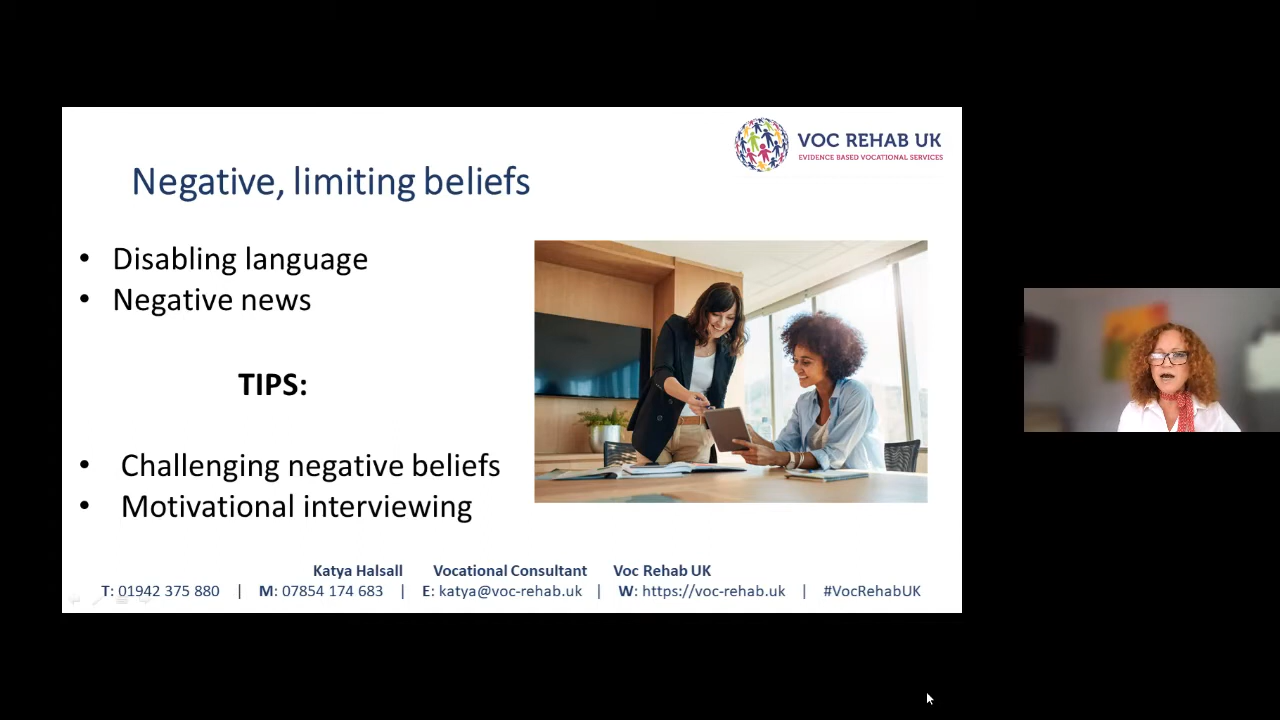 VOC REHAB UK
EVIDENCE BASED VOCATIONAL SERVICES
Negative, limiting beliefs
• Disabling language
• Negative news
TIPS:
• Challenging negative beliefs
• Motivational interviewing
Katya Halsall Vocational Consultant Voc Rehab UK
T: 01942 375 880 | M: 07854 174 683 | E: katya@voc-rehab.uk | W: https://voc-rehab.uk | #VocRehabUK